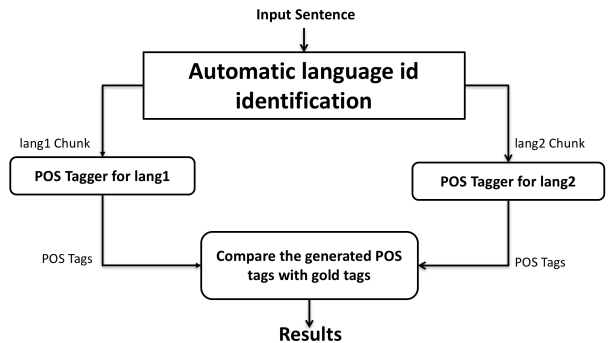 Input Sentence
Automatic language id
identification
lang1 Chunk
lang2 Chunk
POS Tagger for lang1
POS Tagger for lang2
POS Tags
Compare the generated POS
tags with gold tags
POS Tags
Results